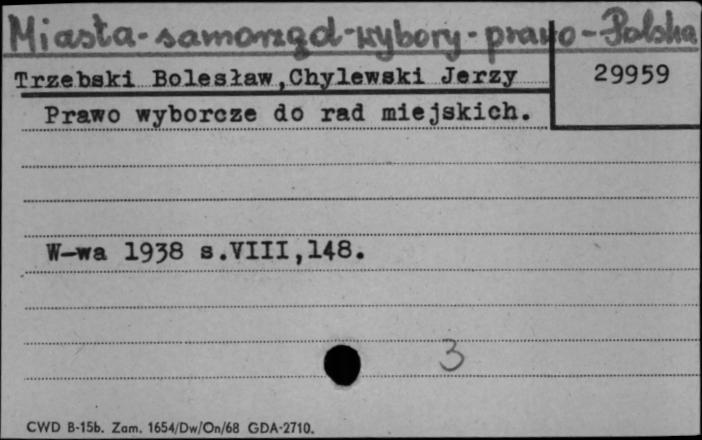 Miasta-samorząd-wybory-prawo-Polska
Trzebski Bolesław,Chylewski Jerzy
29959
Prawo wyborcze do rad miejskich.
W-wa 1938 s.VIII,148.
3
CWD B-15b. Zam. 1654/Dw/On/68 GDA-2710.